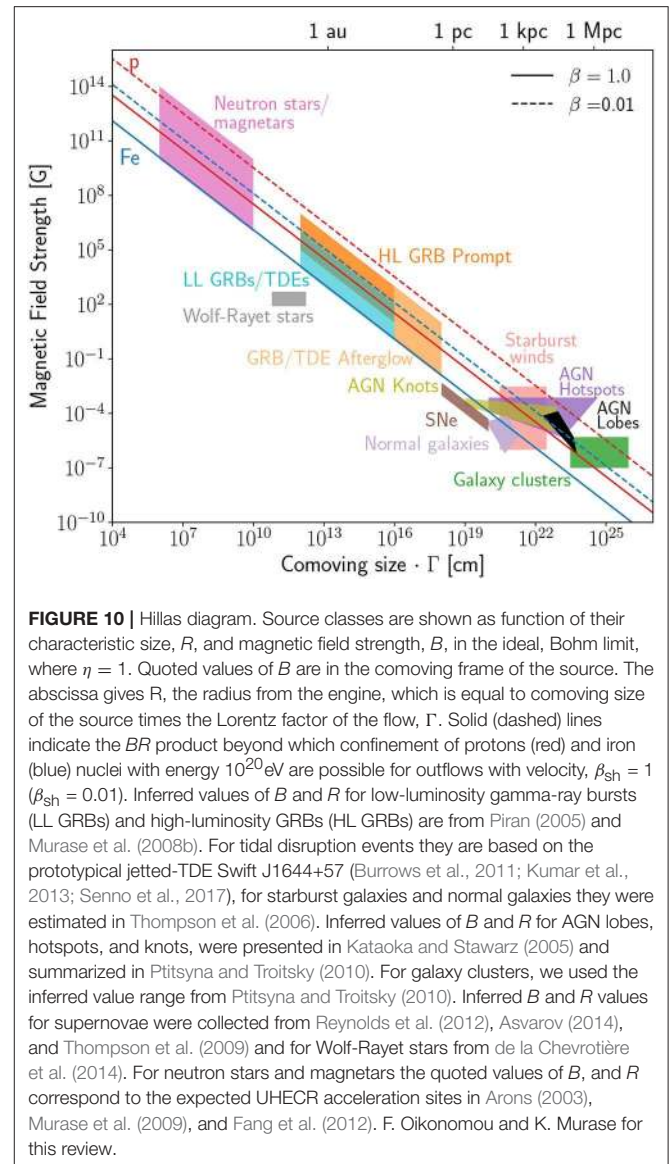 1 au 1 pc 1 kpc 1 Mpc
10^14
10^11
10^8
10^5
10^2
10^-1
10^-4
10^-7
10^-10
Magnetic Field Strength [G]
p
Fe
β = 1.0
β =0.01
Neutron stars/
magnetars
HL GRB Prompt
LL GRBs/TDEs
Wolf-Rayet stars
GRB/TDE Afterglow
Starburst
winds
AGN Knots
AGN
Hotspots
AGN
Lobes
SNe
Normal galaxies
Galaxy clusters
10^4 10^7 10^10 10^13 10^16 10^19 10^22 10^25
Comoving size · Γ [cm]
FIGURE 10 | Hillas diagram. Source classes are shown as function of their
characteristic size, R, and magnetic field strength, B, in the ideal, Bohm limit,
where η = 1. Quoted values of B are in the comoving frame of the source. The
abscissa gives R, the radius from the engine, which is equal to comoving size
of the source times the Lorentz factor of the flow, Γ. Solid (dashed) lines
indicate the BR product beyond which confinement of protons (red) and iron
(blue) nuclei with energy 10^20eV are possible for outflows with velocity, β_sh = 1
(β_sh = 0.01). Inferred values of B and R for low-luminosity gamma-ray bursts
(LL GRBs) and high-luminosity GRBs (HL GRBs) are from Piran (2005) and
Murase et al. (2008b). For tidal disruption events they are based on the
prototypical jetted-TDE Swift J1644+57 (Burrows et al., 2011; Kumar et al.,
2013; Senno et al., 2017), for starburst galaxies and normal galaxies they were
estimated in Thompson et al. (2006). Inferred values of B and R for AGN lobes,
hotspots, and knots, were presented in Kataoka and Stawarz (2005) and
summarized in Ptitsyna and Troitsky (2010). For galaxy clusters, we used the
inferred value range from Ptitsyna and Troitsky (2010). Inferred B and R values
for supernovae were collected from Reynolds et al. (2012), Asvarov (2014),
and Thompson et al. (2009) and for Wolf-Rayet stars from de la Chevrotière
et al. (2014). For neutron stars and magnetars the quoted values of B, and R
correspond to the expected UHECR acceleration sites in Arons (2003),
Murase et al. (2009), and Fang et al. (2012). F. Oikonomou and K. Murase for
this review.